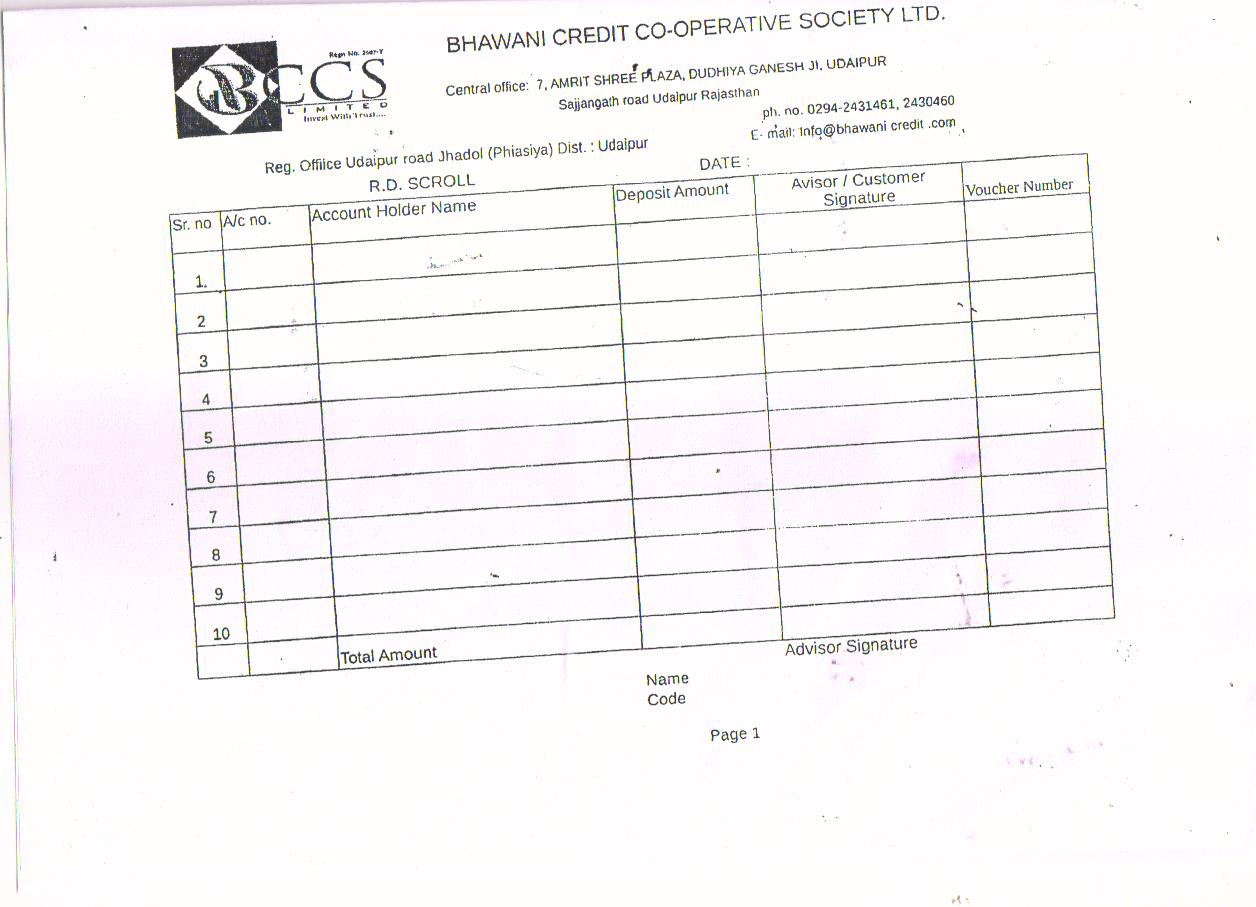 BHAWANI CREDIT CO-OPERATIVE SOCIETY LTD.
Regn No. 2987-Y
BCCS
LIMITED
Invest With Trust....
Central office: 7, AMRIT SHREE PLAZA, DUDHIYA GANESH JI, UDAIPUR
Sajjangath road Udaipur Rajasthan
ph. no. 0294-2431461, 2430460
E- mail: Info@bhawani credit .com
Reg. Offiice Udaipur road Jhadol (Phiasiya) Dist. : Udaipur
R.D. SCROLL
DATE :
Sr. no A/c no. Account Holder Name Deposit Amount Avisor / Customer Signature Voucher Number
1.
2
3
4
5
6
7
8
9
10
Total Amount
Advisor Signature
Name
Code
Page 1